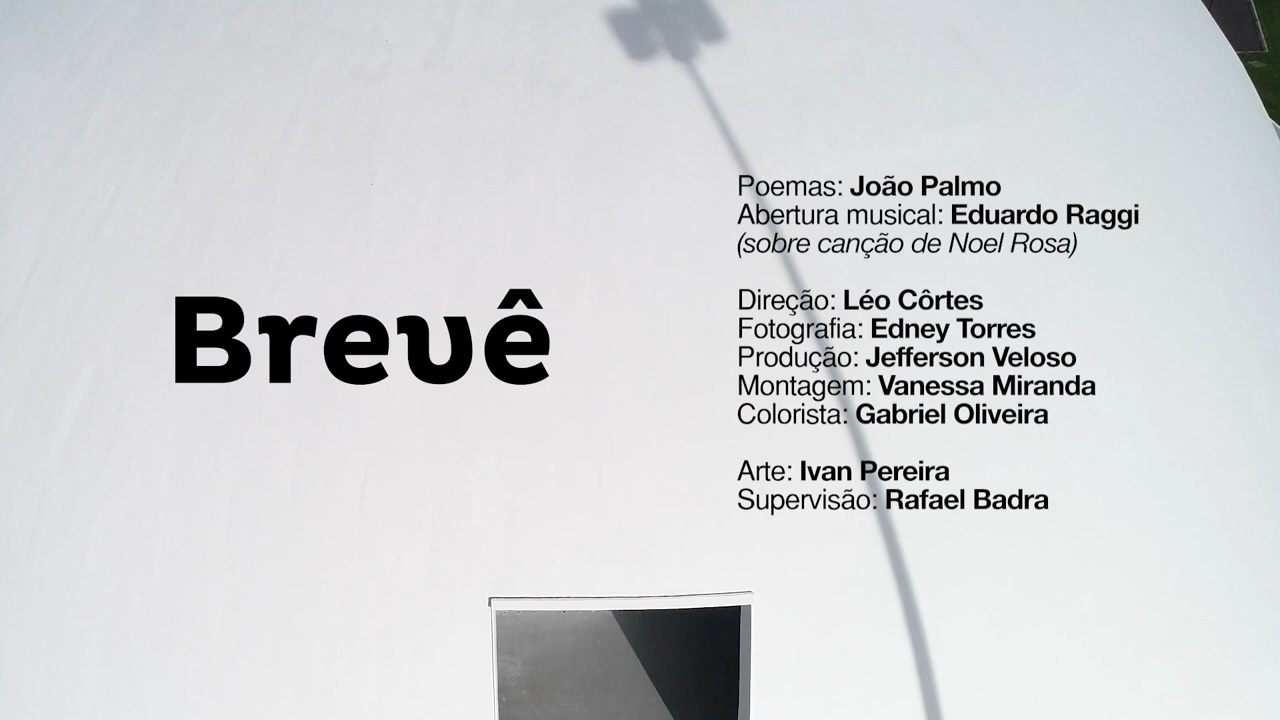 Brevê
Poemas: João Palmo
Abertura musical: Eduardo Raggi
(sobre canção de Noel Rosa)
Direção: Léo Côrtes
Fotografia: Edney Torres
Produção: Jefferson Veloso
Montagem: Vanessa Miranda
Colorista: Gabriel Oliveira
Arte: Ivan Pereira
Supervisão: Rafael Badra